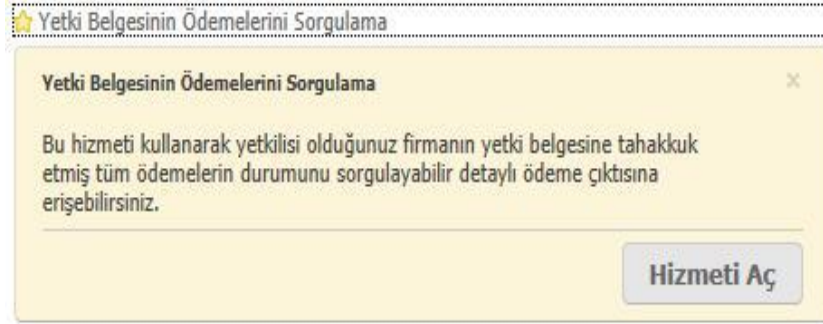 Yetki Belgesinin Ödemelerini Sorgulama
Yetki Belgesinin Ödemelerini Sorgulama
Bu hizmeti kullanarak yetkilisi olduğunuz firmanın yetki belgesine tahakkuk
etmiş tüm ödemelerin durumunu sorgulayabilir detaylı ödeme çıktısına
erişebilirsiniz.
Hizmeti Aç